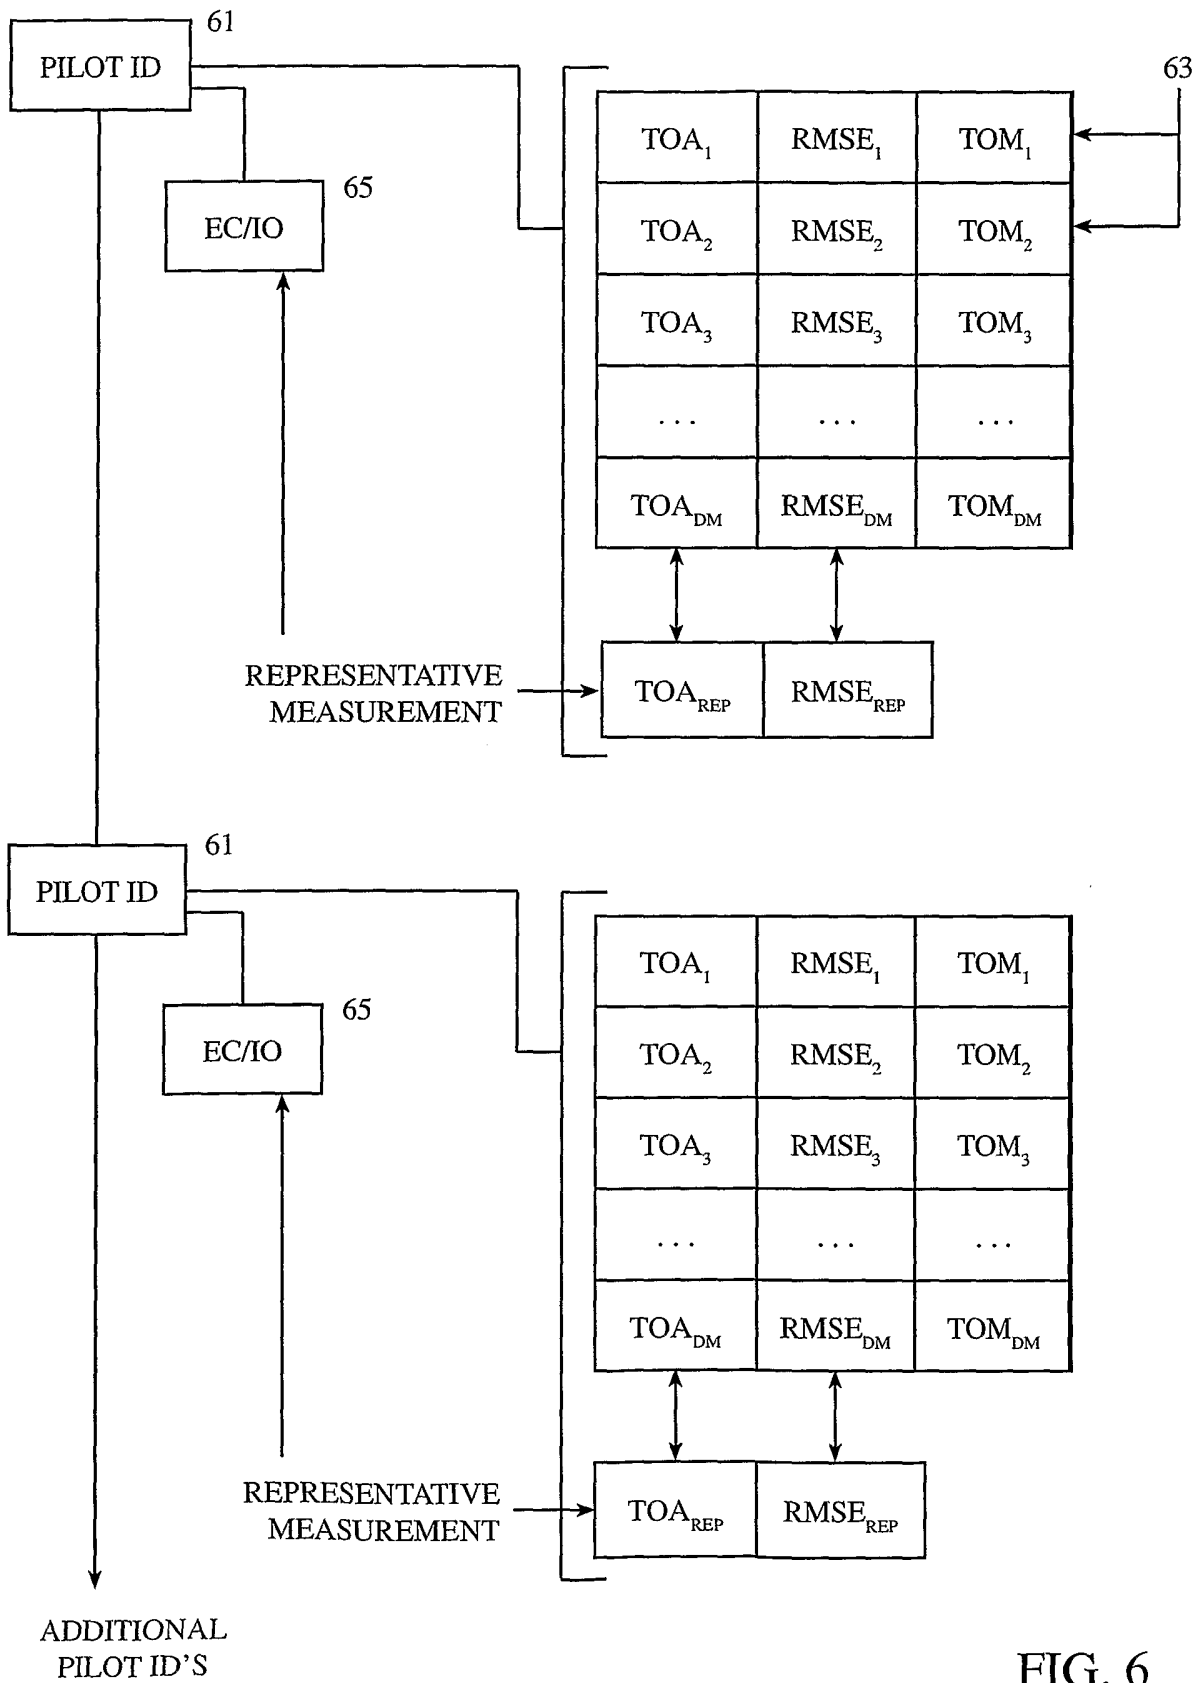 61
PILOT ID
63
TOA1 RMSE1 TOM1
65
EC/IO
TOA2 RMSE2 TOM2
TOA3 RMSE3 TOM3
... ... ...
TOADM RMSEDM TOMDM
REPRESENTATIVE
MEASUREMENT
TOAREP RMSEREP
61
PILOT ID
TOA1 RMSE1 TOM1
65
EC/IO
TOA2 RMSE2 TOM2
TOA3 RMSE3 TOM3
... ... ...
TOADM RMSEDM TOMDM
REPRESENTATIVE
MEASUREMENT
TOAREP RMSEREP
ADDITIONAL
PILOT ID'S
FIG. 6